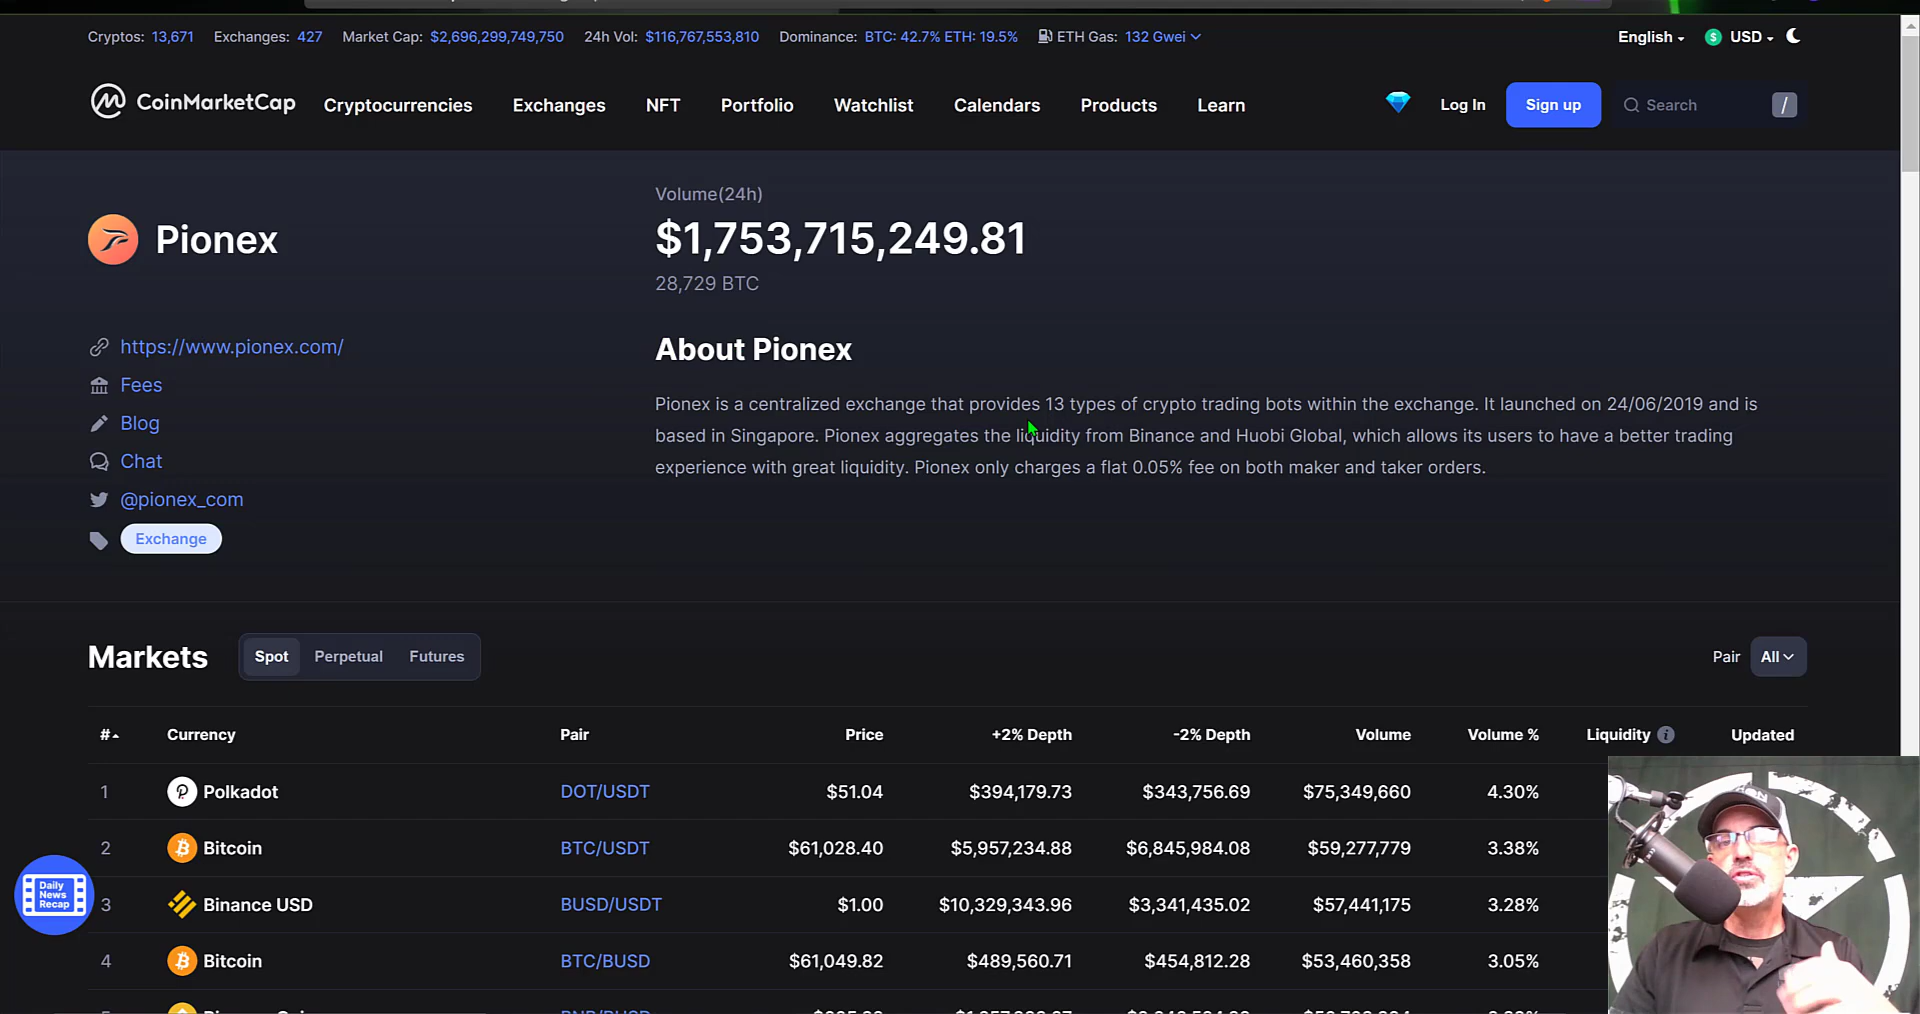 Cryptos: 13,671 Exchanges: 427 Market Cap: $2,696,299,749,750 24h Vol: $116,767,553,810 Dominance: BTC: 42.7% ETH: 19.5% ETH Gas: 132 Gwei English USD
CoinMarketCap Cryptocurrencies Exchanges NFT Portfolio Watchlist Calendars Products Learn Log In Sign up Search /
Pionex
https://www.pionex.com/
Fees
Blog
Chat
@pionex_com
Exchange
Volume(24h)
$1,753,715,249.81
28,729 BTC
About Pionex
Pionex is a centralized exchange that provides 13 types of crypto trading bots within the exchange. It launched on 24/06/2019 and is
based in Singapore. Pionex aggregates the liquidity from Binance and Huobi Global, which allows its users to have a better trading
experience with great liquidity. Pionex only charges a flat 0.05% fee on both maker and taker orders.
Markets Spot Perpetual Futures Pair All
# Currency Pair Price +2% Depth -2% Depth Volume Volume % Liquidity Updated
1 Polkadot DOT/USDT $51.04 $394,179.73 $343,756.69 $75,349,660 4.30%
2 Bitcoin BTC/USDT $61,028.40 $5,957,234.88 $6,845,984.08 $59,277,779 3.38%
3 Binance USD BUSD/USDT $1.00 $10,329,343.96 $3,341,435.02 $57,441,175 3.28%
4 Bitcoin BTC/BUSD $61,049.82 $489,560.71 $454,812.28 $53,460,358 3.05%
Daily
News
Recap